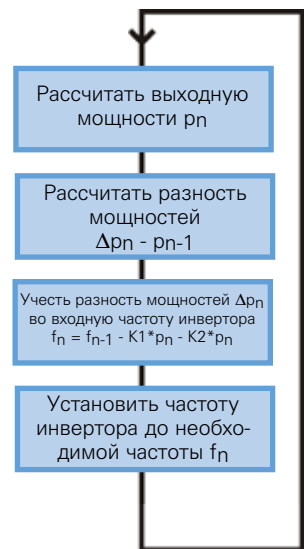 Рассчитать выходную
мощности pn
Рассчитать разность
мощностей
Δpn - pn-1
Учесть разность мощностей Δpn
во входную частоту инвертора
fn = fn-1 - K1*pn - K2*pn
Установить частоту
инвертора до необхо-
димой частоты fn